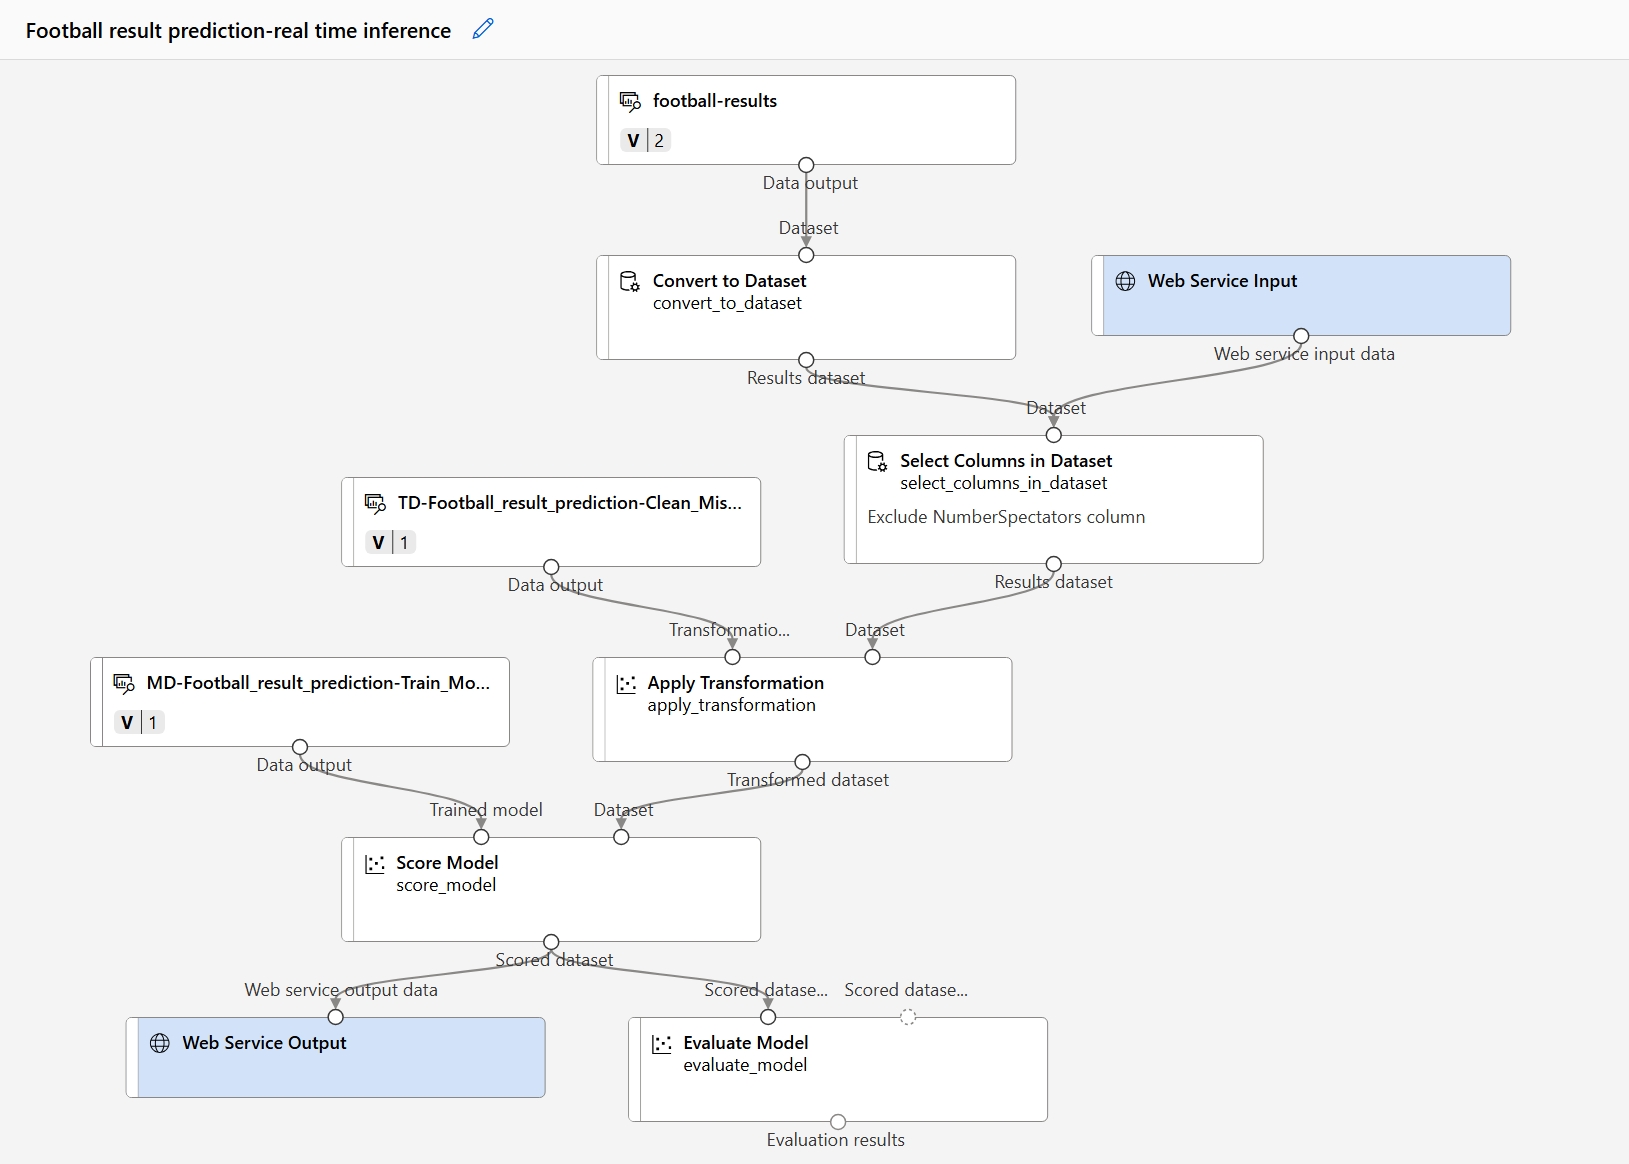 Football result prediction-real time inference
football-results
V 2
Data output
Dataset
Convert to Dataset
convert_to_dataset
Web Service Input
Results dataset
Web service input data
Dataset
Select Columns in Dataset
select_columns_in_dataset
Exclude NumberSpectators column
TD-Football_result_prediction-Clean_Mis...
V 1
Data output
Results dataset
Transformatio...
Dataset
MD-Football_result_prediction-Train_Mo...
V 1
Apply Transformation
apply_transformation
Data output
Transformed dataset
Trained model
Dataset
Score Model
score_model
Scored dataset
Web service output data
Scored datase...
Scored datase...
Web Service Output
Evaluate Model
evaluate_model
Evaluation results